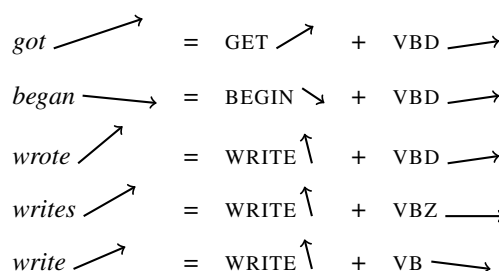 got = GET + VBD
began = BEGIN + VBD
wrote = WRITE + VBD
writes = WRITE + VBZ
write = WRITE + VB